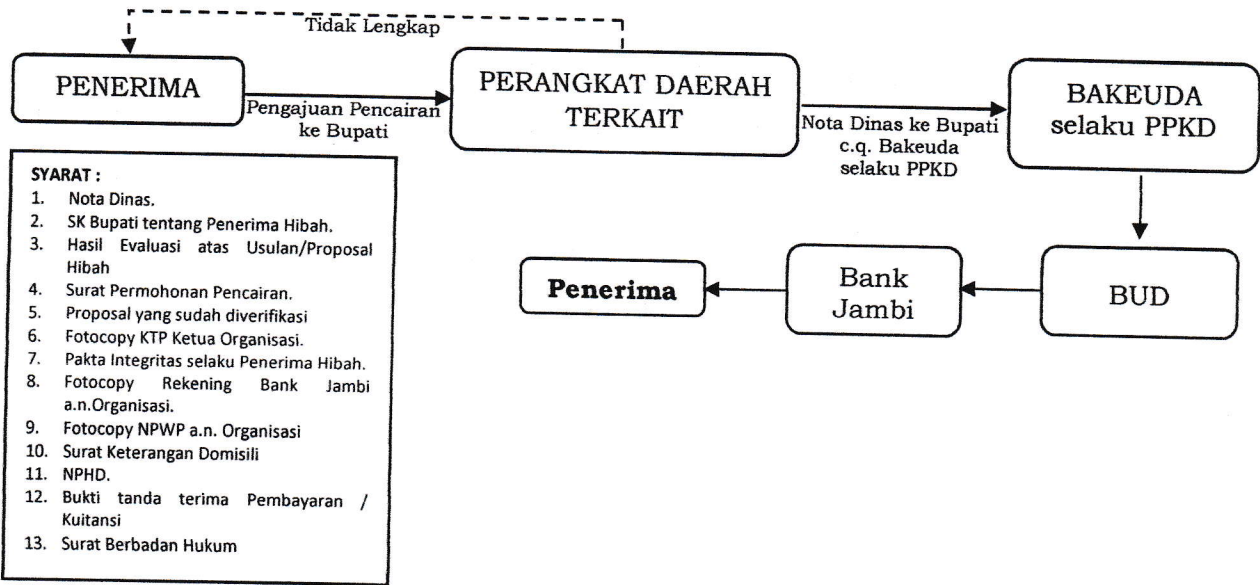 Tidak Lengkap
PENERIMA
Pengajuan Pencairan
ke Bupati
PERANGKAT DAERAH
TERKAIT
Nota Dinas ke Bupati
c.q. Bakeuda
selaku PPKD
BAKEUDA
selaku PPKD
BUD
Bank
Jambi
Penerima
SYARAT :
1. Nota Dinas.
2. SK Bupati tentang Penerima Hibah.
3. Hasil Evaluasi atas Usulan/Proposal
Hibah
4. Surat Permohonan Pencairan.
5. Proposal yang sudah diverifikasi
6. Fotocopy KTP Ketua Organisasi.
7. Pakta Integritas selaku Penerima Hibah.
8. Fotocopy Rekening Bank Jambi
a.n.Organisasi.
9. Fotocopy NPWP a.n. Organisasi
10. Surat Keterangan Domisili
11. NPHD.
12. Bukti tanda terima Pembayaran /
Kuitansi
13. Surat Berbadan Hukum